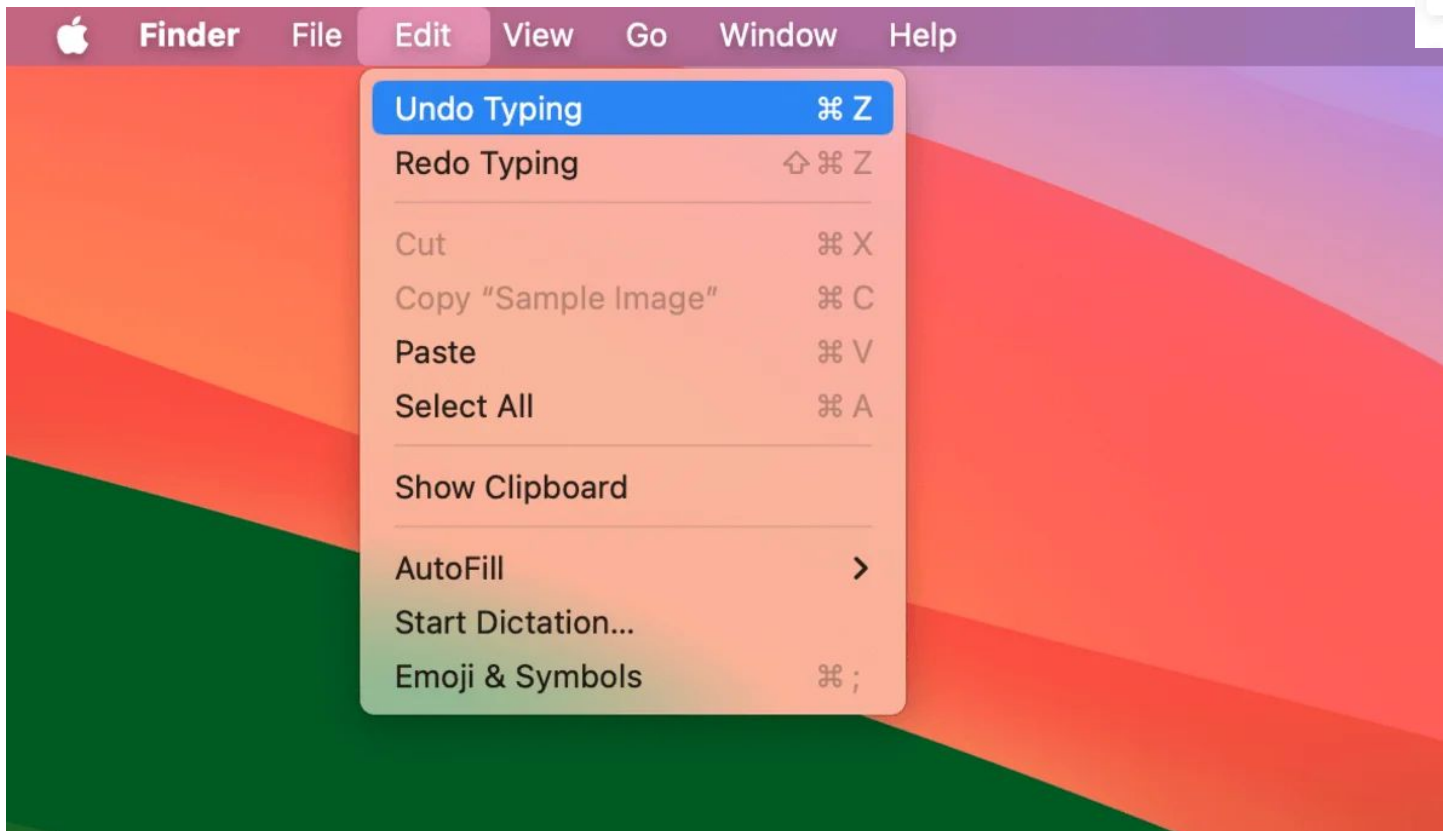 Finder File Edit View Go Window Help
Undo Typing ⌘ Z
Redo Typing ⇧ ⌘ Z
Cut ⌘ X
Copy “Sample Image” ⌘ C
Paste ⌘ V
Select All ⌘ A
Show Clipboard
AutoFill
Start Dictation...
Emoji & Symbols ⌘ ;